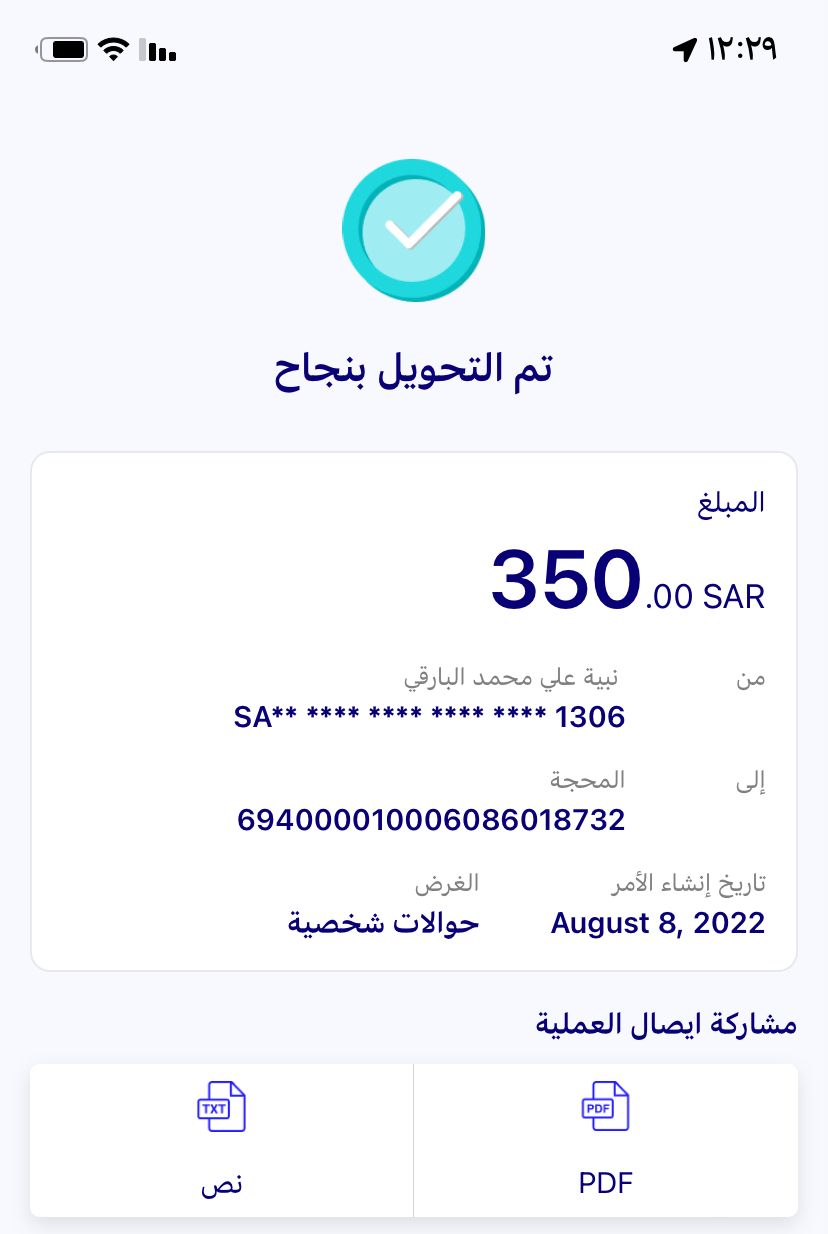 ١٢:٢٩
تم التحويل بنجاح
المبلغ
350.00 SAR
من
نبية علي محمد البارقي
SA** **** **** **** **** 1306
إلى
المحجة
694000010006086018732
تاريخ إنشاء الأمر
August 8, 2022
الغرض
حوالات شخصية
مشاركة ايصال العملية
PDF
PDF
TXT
نص